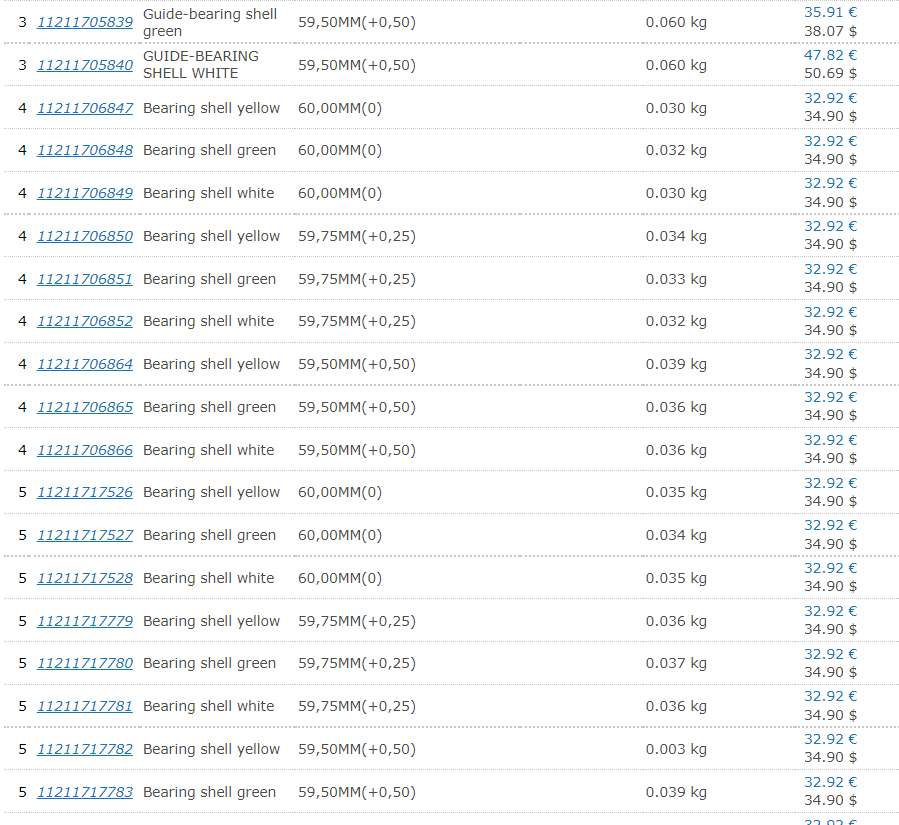 3 11211705839 Guide-bearing shell green 59,50MM(+0,50) 0.060 kg 35.91 €
38.07 $
3 11211705840 GUIDE-BEARING SHELL WHITE 59,50MM(+0,50) 0.060 kg 47.82 €
50.69 $
4 11211706847 Bearing shell yellow 60,00MM(0) 0.030 kg 32.92 €
34.90 $
4 11211706848 Bearing shell green 60,00MM(0) 0.032 kg 32.92 €
34.90 $
4 11211706849 Bearing shell white 60,00MM(0) 0.030 kg 32.92 €
34.90 $
4 11211706850 Bearing shell yellow 59,75MM(+0,25) 0.034 kg 32.92 €
34.90 $
4 11211706851 Bearing shell green 59,75MM(+0,25) 0.033 kg 32.92 €
34.90 $
4 11211706852 Bearing shell white 59,75MM(+0,25) 0.032 kg 32.92 €
34.90 $
4 11211706864 Bearing shell yellow 59,50MM(+0,50) 0.039 kg 32.92 €
34.90 $
4 11211706865 Bearing shell green 59,50MM(+0,50) 0.036 kg 32.92 €
34.90 $
4 11211706866 Bearing shell white 59,50MM(+0,50) 0.036 kg 32.92 €
34.90 $
5 11211717526 Bearing shell yellow 60,00MM(0) 0.035 kg 32.92 €
34.90 $
5 11211717527 Bearing shell green 60,00MM(0) 0.034 kg 32.92 €
34.90 $
5 11211717528 Bearing shell white 60,00MM(0) 0.035 kg 32.92 €
34.90 $
5 11211717779 Bearing shell yellow 59,75MM(+0,25) 0.036 kg 32.92 €
34.90 $
5 11211717780 Bearing shell green 59,75MM(+0,25) 0.037 kg 32.92 €
34.90 $
5 11211717781 Bearing shell white 59,75MM(+0,25) 0.036 kg 32.92 €
34.90 $
5 11211717782 Bearing shell yellow 59,50MM(+0,50) 0.003 kg 32.92 €
34.90 $
5 11211717783 Bearing shell green 59,50MM(+0,50) 0.039 kg 32.92 €
34.90 $